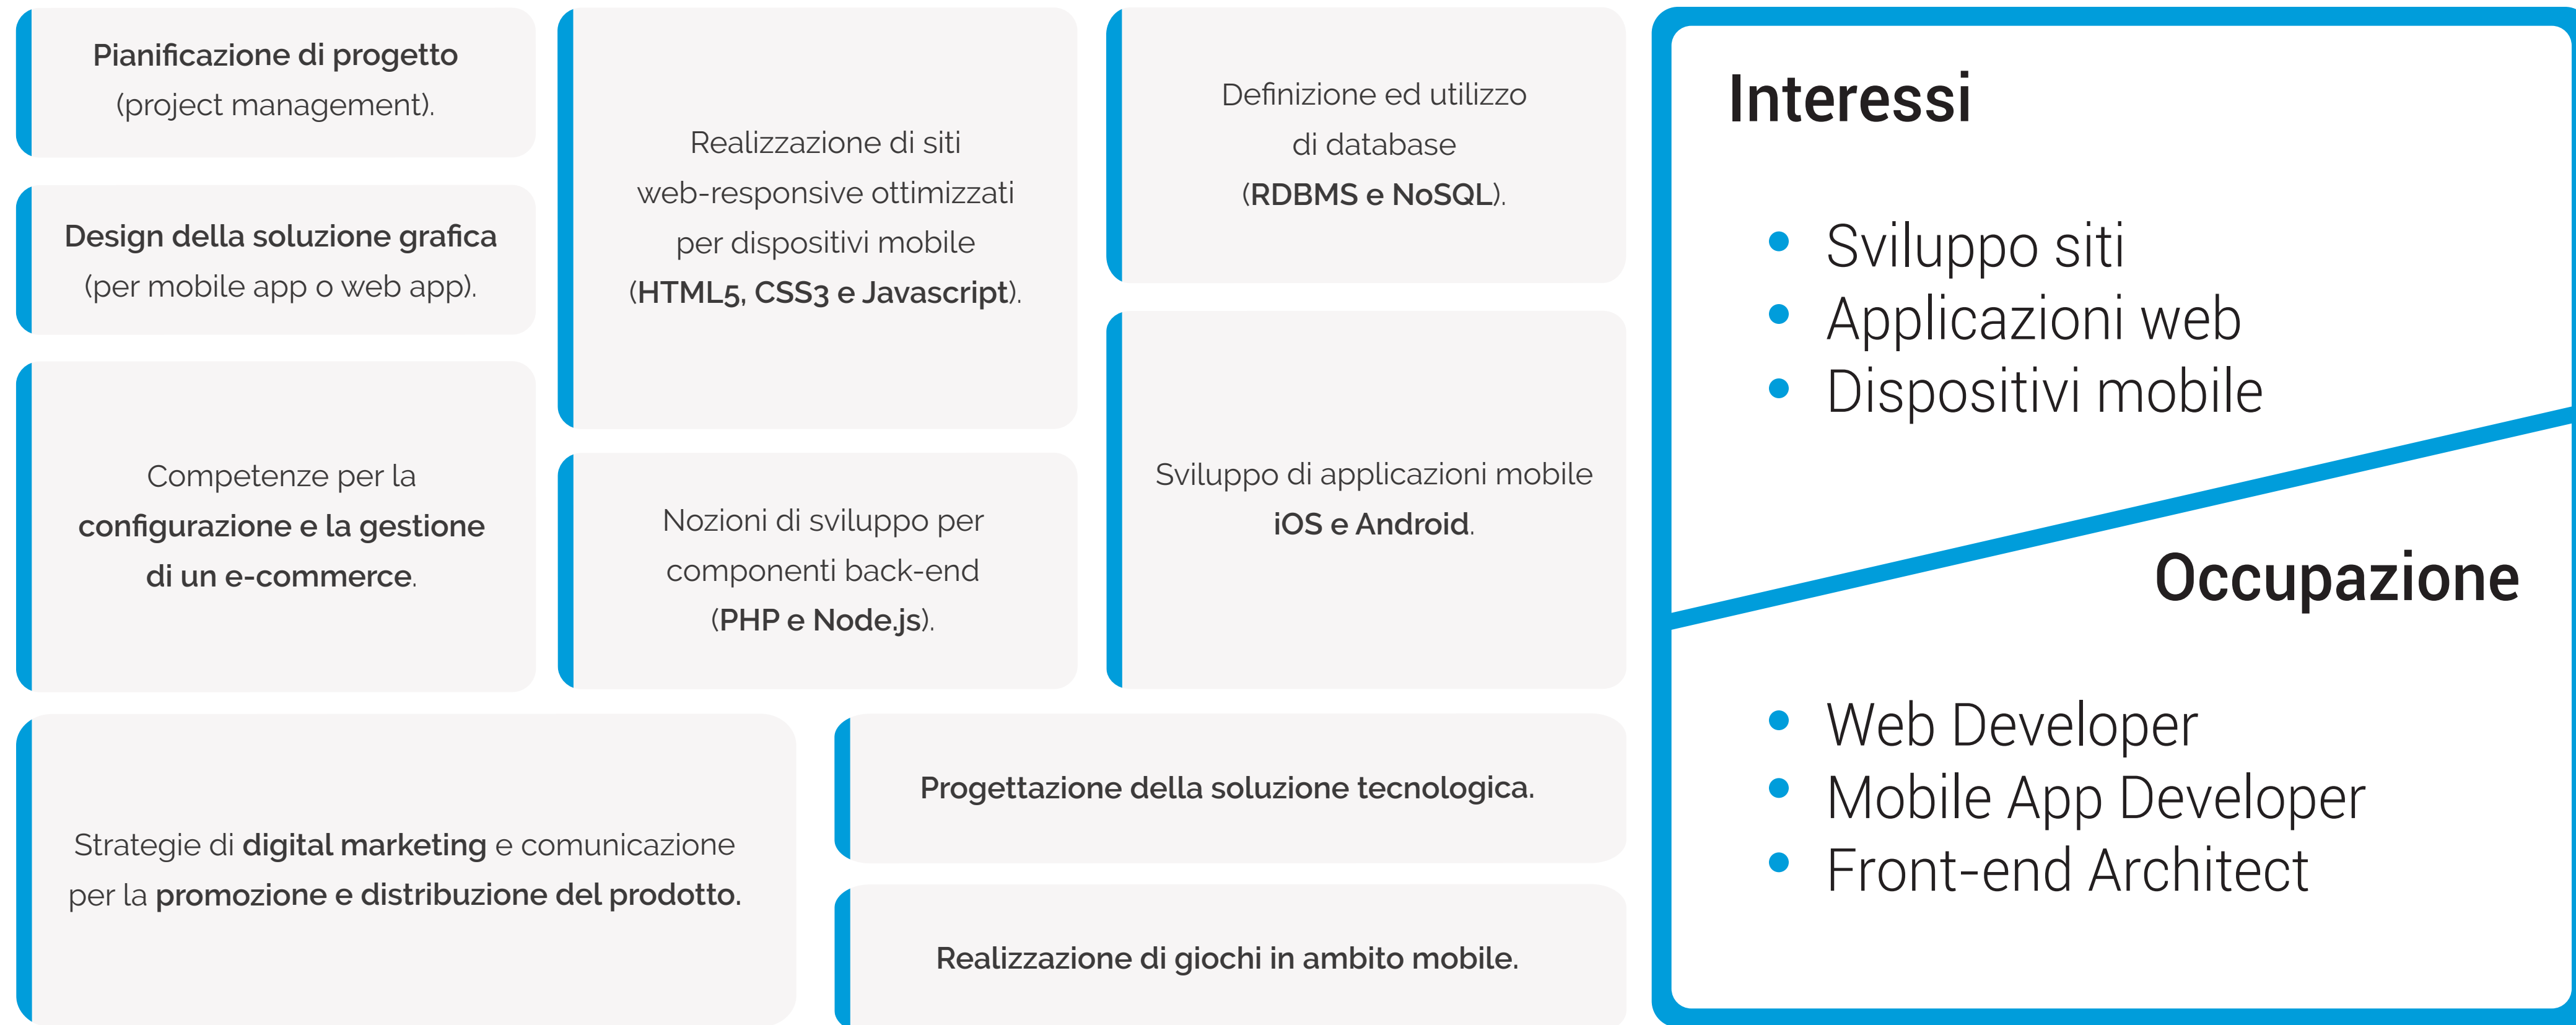 Pianificazione di progetto
(project management).
Design della soluzione grafica
(per mobile app o web app).
Competenze per la
configurazione e la gestione
di un e-commerce.
Realizzazione di siti
web-responsive ottimizzati
per dispositivi mobile
(HTML5, CSS3 e Javascript).
Nozioni di sviluppo per
componenti back-end
(PHP e Node.js).
Definizione ed utilizzo
di database
(RDBMS e NoSQL).
Sviluppo di applicazioni mobile
iOS e Android.
Strategie di digital marketing e comunicazione
per la promozione e distribuzione del prodotto.
Progettazione della soluzione tecnologica.
Realizzazione di giochi in ambito mobile.
Interessi
• Sviluppo siti
• Applicazioni web
• Dispositivi mobile
Occupazione
• Web Developer
• Mobile App Developer
• Front-end Architect